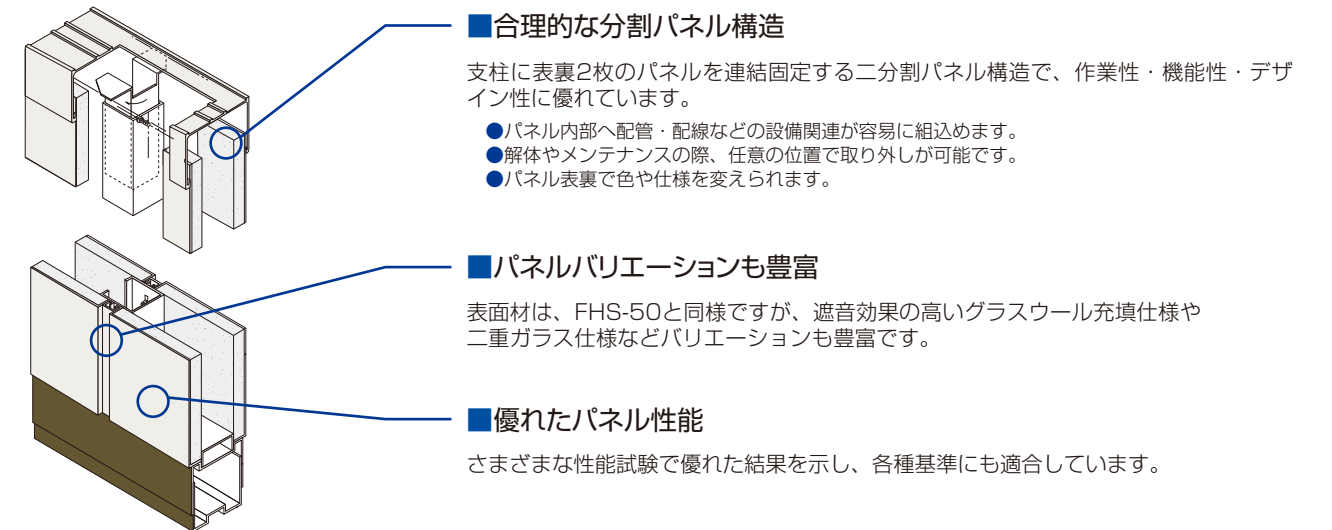 ■合理的な分割パネル構造
支柱に表裏2枚のパネルを連結固定する二分割パネル構造で、作業性・機能性・デザ
イン性に優れています。
●パネル内部へ配管・配線などの設備関連が容易に組込めます。
●解体やメンテナンスの際、任意の位置で取り外しが可能です。
●パネル表裏で色や仕様を変えられます。
■パネルバリエーションも豊富
表面材は、FHS-50と同様ですが、遮音効果の高いグラスウール充填仕様や
二重ガラス仕様などバリエーションも豊富です。
■優れたパネル性能
さまざまな性能試験で優れた結果を示し、各種基準にも適合しています。